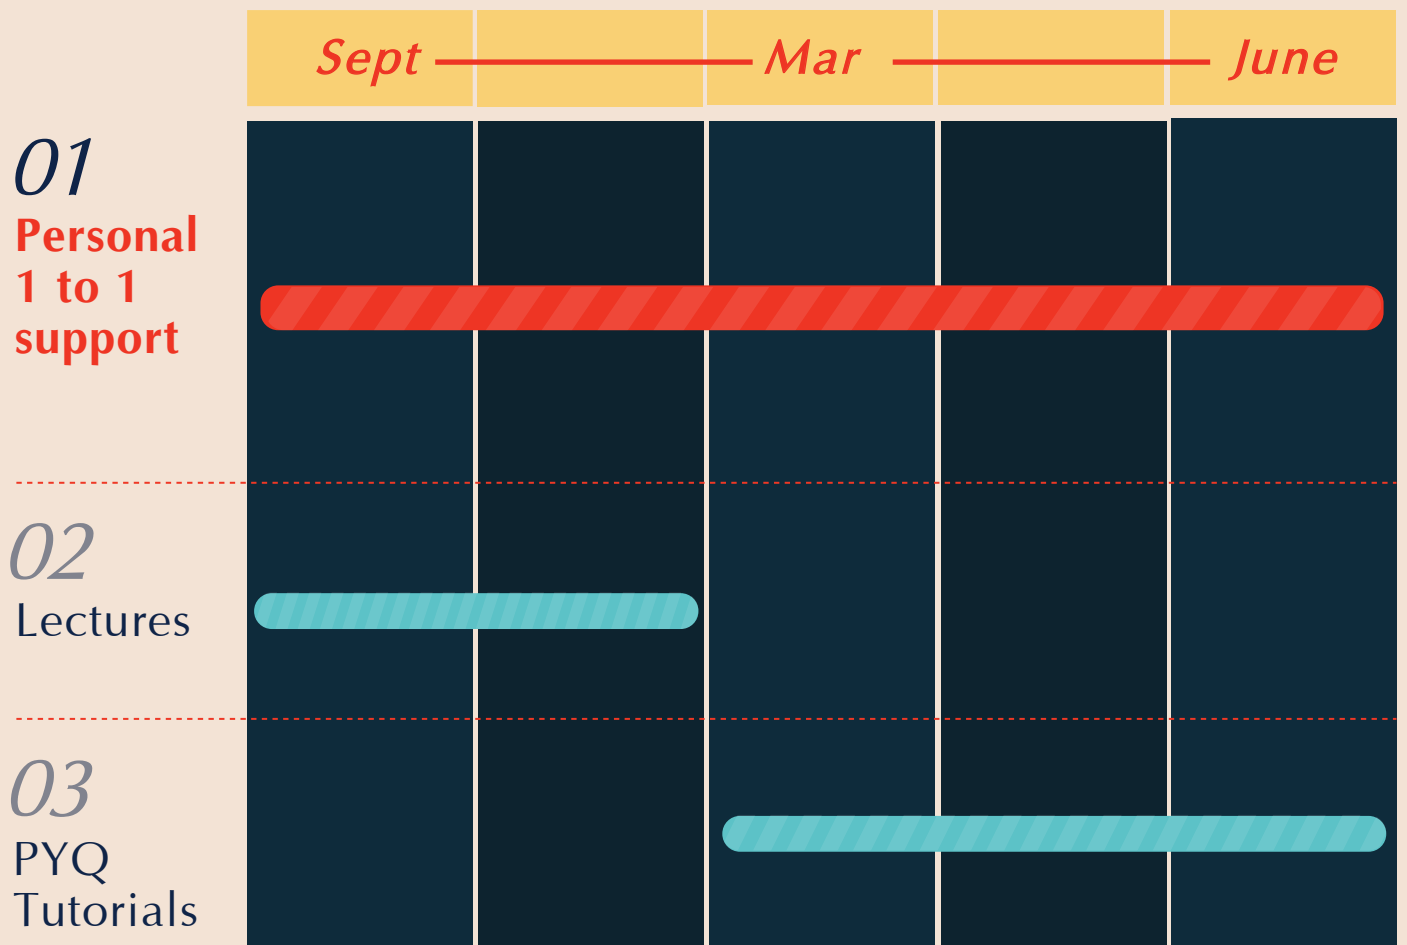 Sept Mar June
01
Personal
1 to 1
support
02
Lectures
03
PYQ
Tutorials